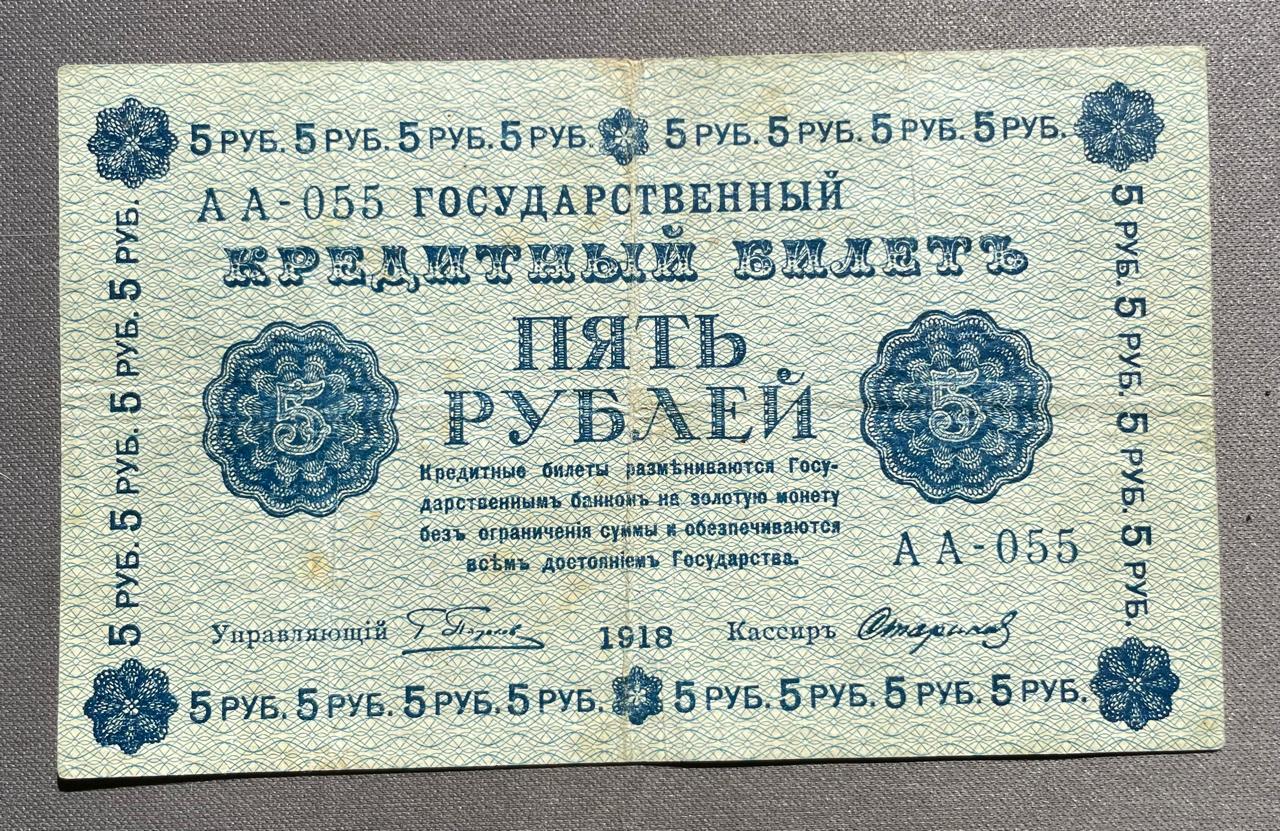 5 РУБ. 5 РУБ. 5 РУБ. 5 РУБ. 5 РУБ. 5 РУБ. 5 РУБ. 5 РУБ.
АА-055 ГОСУДАРСТВЕННЫЙ
КРЕДИТНЫЙ БИЛЕТЪ
ПЯТЬ
РУБЛЕЙ
5
5
Кредитные билеты размѣниваются Госу-
дарственнымъ банкомъ на золотую монету
безъ ограниченія суммы и обезпечиваются
всѣмъ достояніемъ Государства.
АА-055
Управляющій
1918
Кассиръ
5 РУБ. 5 РУБ. 5 РУБ. 5 РУБ.
5 РУБ. 5 РУБ. 5 РУБ. 5 РУБ.
5 РУБ. 5 РУБ. 5 РУБ. 5 РУБ. 5 РУБ. 5 РУБ. 5 РУБ. 5 РУБ.